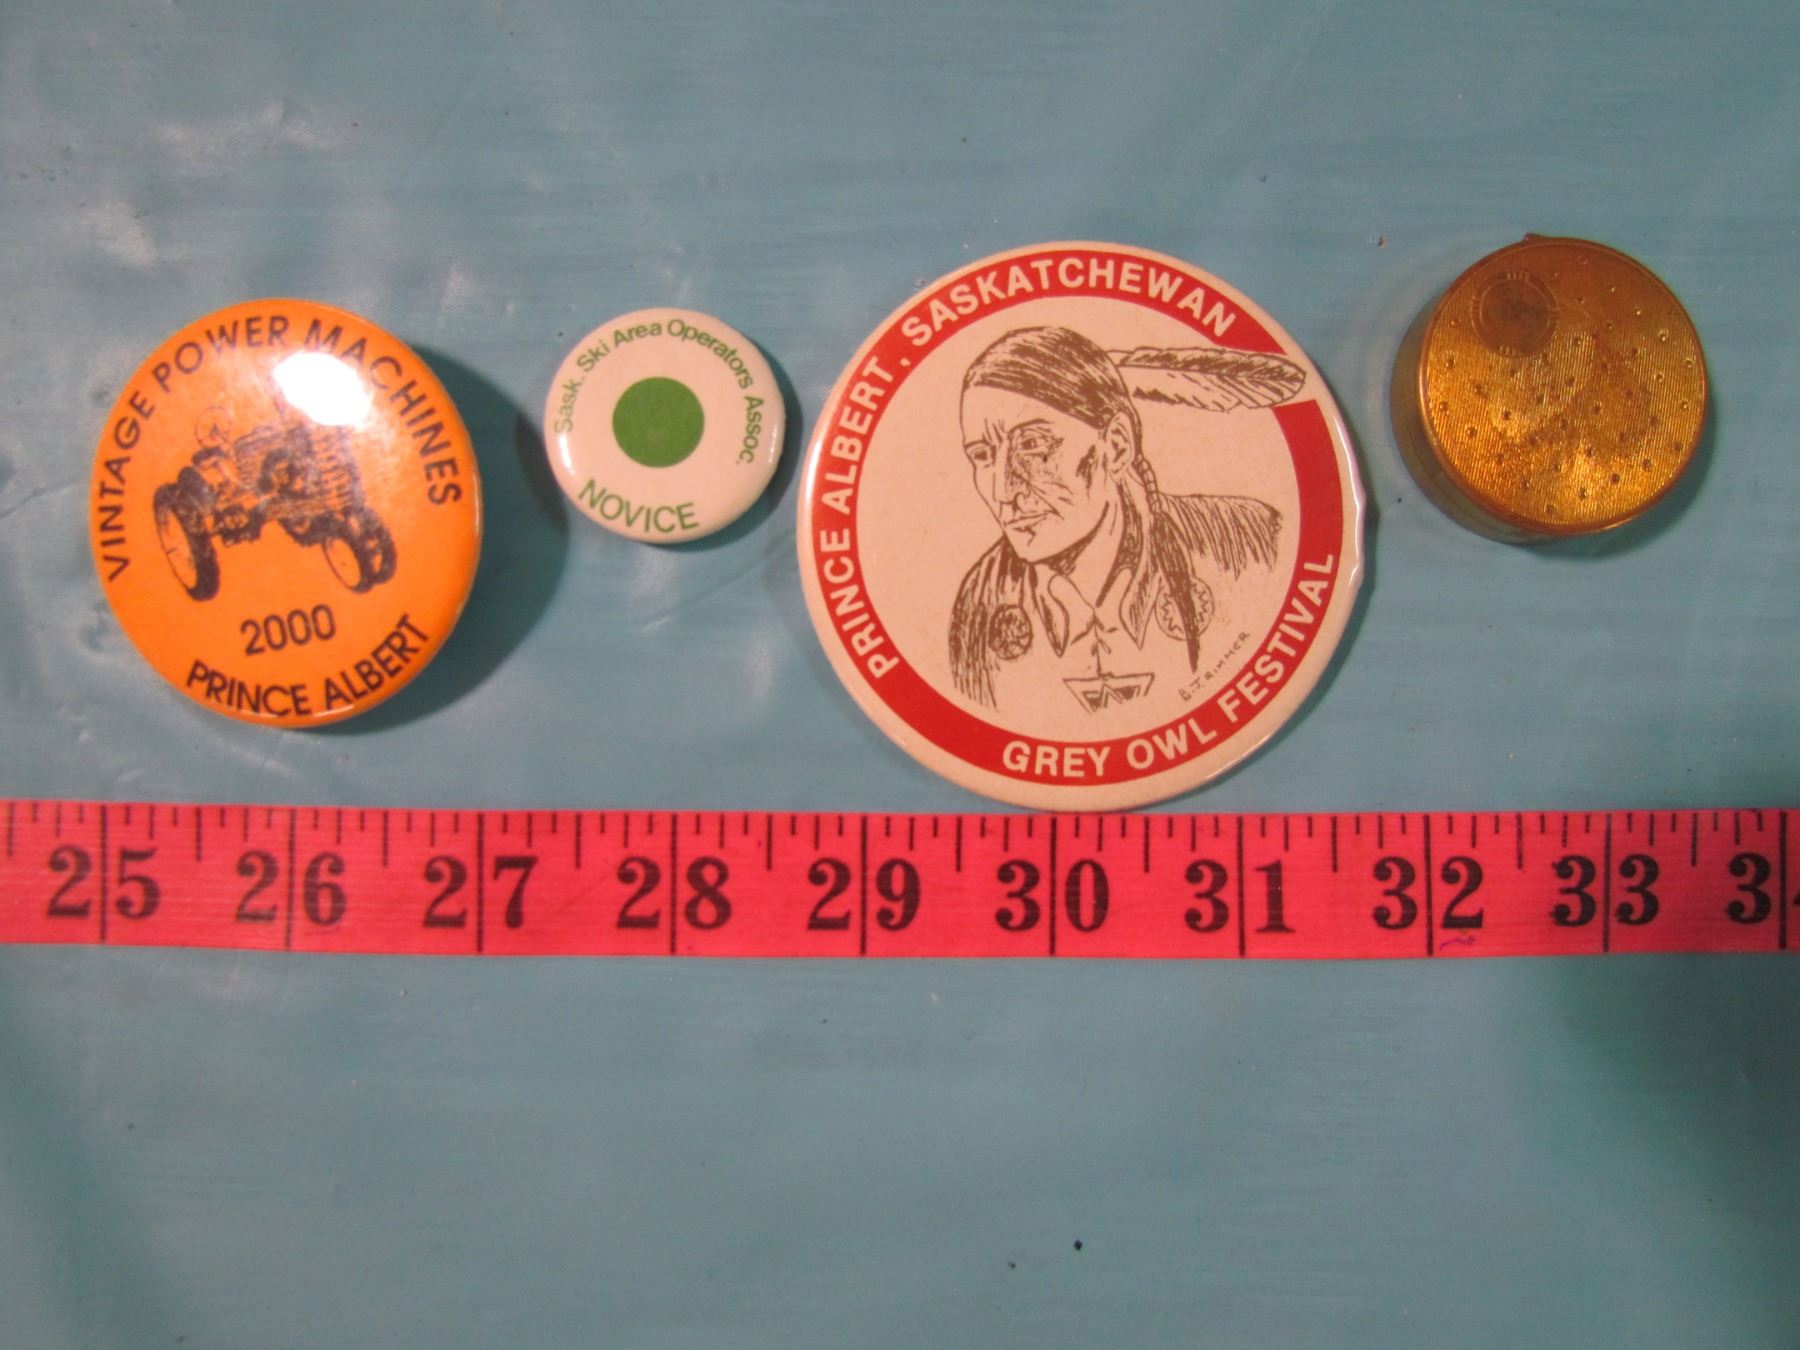 VINTAGE POWER MACHINES
2000
PRINCE ALBERT
Sask. Ski Area Operators Assoc.
NOVICE
PRINCE ALBERT, SASKATCHEWAN
B.J. RIMMER
GREY OWL FESTIVAL
25 26 27 28 29 30 31 32 33 3